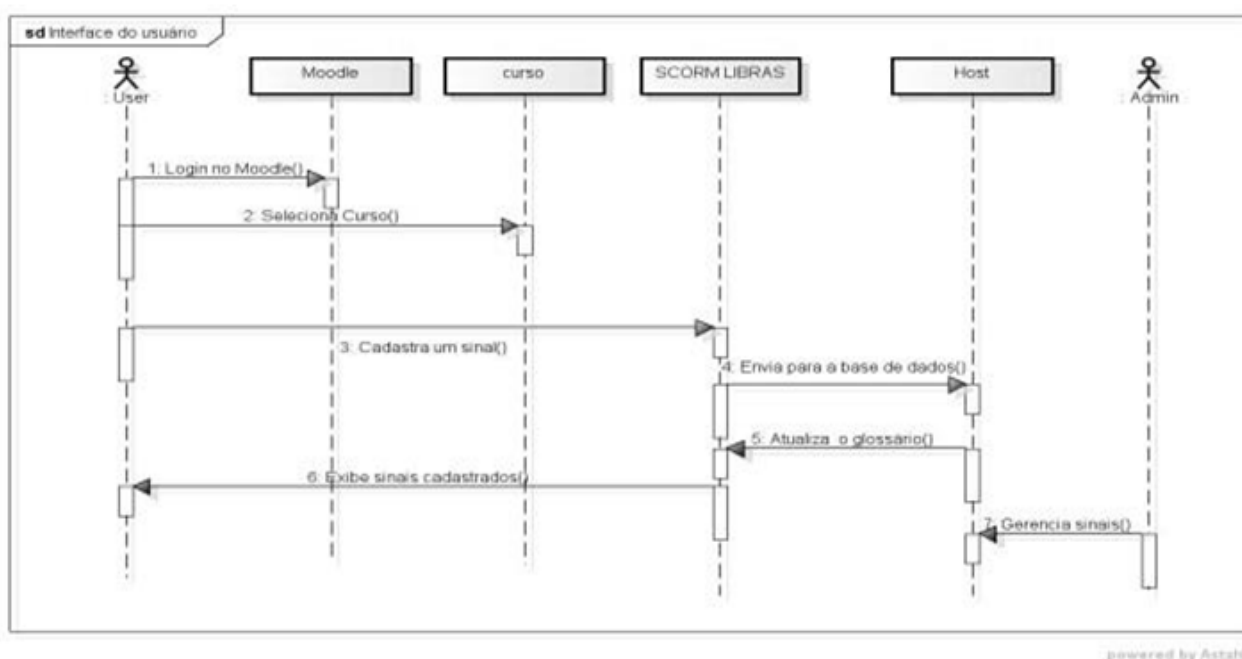 sd Interface do usuário
Moodle
curso
SCORM LIBRAS
Host
: User
: Admin
1: Login no Moodle()
2: Seleciona Curso()
3: Cadastra um sinal()
4: Envia para a base de dados()
5: Atualiza o glossário()
6: Exibe sinais cadastrados()
7: Gerencia sinais()
powered by